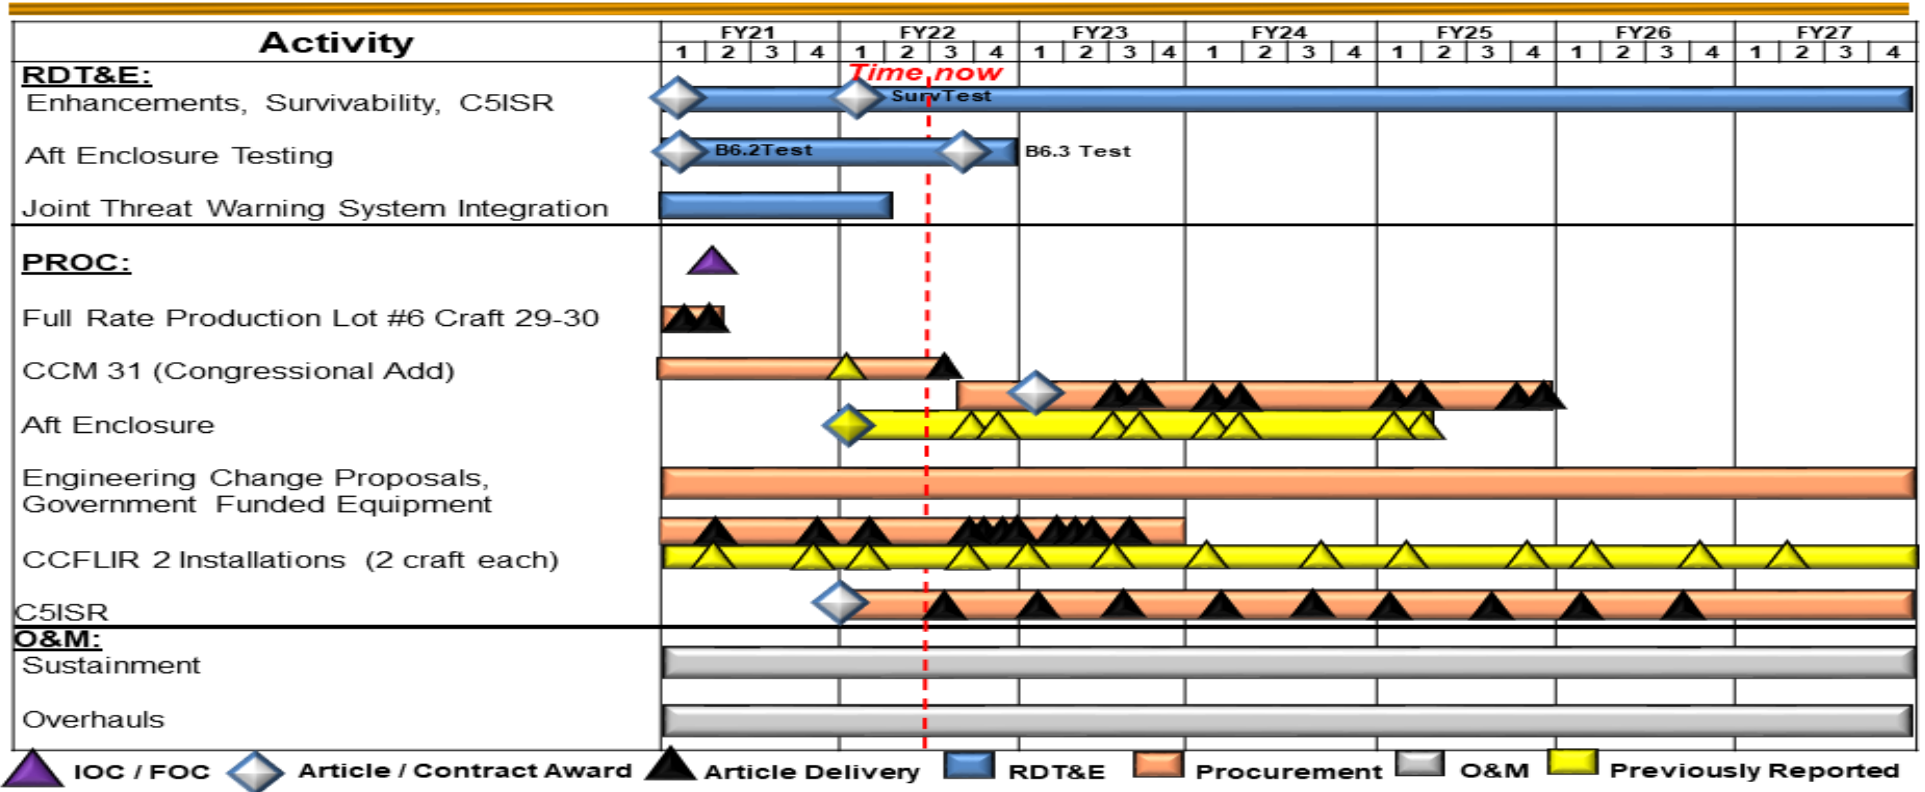 Activity
FY21 FY22 FY23 FY24 FY25 FY26 FY27
1 2 3 4 1 2 3 4 1 2 3 4 1 2 3 4 1 2 3 4 1 2 3 4 1 2 3 4
Time now
RDT&E:
Enhancements, Survivability, C5ISR
SurvTest
Aft Enclosure Testing
B6.2Test
B6.3 Test
Joint Threat Warning System Integration
PROC:
Full Rate Production Lot #6 Craft 29-30
CCM 31 (Congressional Add)
Aft Enclosure
Engineering Change Proposals,
Government Funded Equipment
CCFLIR 2 Installations (2 craft each)
C5ISR
O&M:
Sustainment
Overhauls
IOC / FOC Article / Contract Award Article Delivery RDT&E Procurement O&M Previously Reported